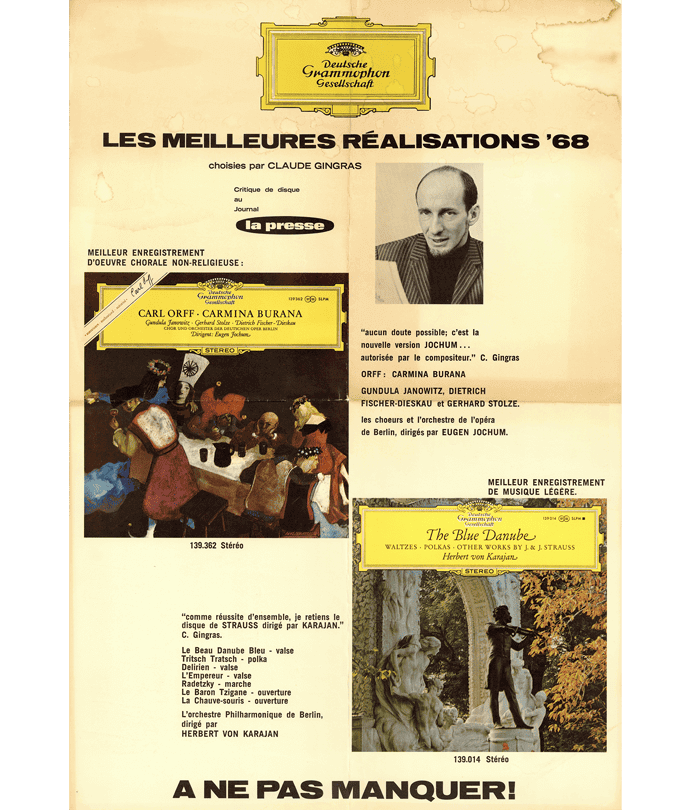 Deutsche
Grammophon
Gesellschaft
LES MEILLEURES RÉALISATIONS '68
choisies par CLAUDE GINGRAS
Critique de disque
au
Journal
la presse
MEILLEUR ENREGISTREMENT
D'OEUVRE CHORALE NON-RELIGIEUSE :
Deutsche
Grammophon
Gesellschaft
139362 SLPM
CARL ORFF · CARMINA BURANA
Gundula Janowitz · Gerhard Stolze · Dietrich Fischer-Dieskau
CHOR UND ORCHESTER DER DEUTSCHEN OPER BERLIN
Dirigent: Eugen Jochum
STEREO
139.362 Stéréo
"aucun doute possible; c'est la
nouvelle version JOCHUM ...
autorisée par le compositeur." C. Gingras
ORFF : CARMINA BURANA
GUNDULA JANOWITZ, DIETRICH
FISCHER-DIESKAU et GERHARD STOLZE.
les choeurs et l'orchestre de l'opéra
de Berlin, dirigés par EUGEN JOCHUM.
MEILLEUR ENREGISTREMENT
DE MUSIQUE LÉGÈRE.
Deutsche
Grammophon
Gesellschaft
139014 SLPM
The Blue Danube
WALTZES · POLKAS · OTHER WORKS BY J. & J. STRAUSS
Herbert von Karajan
STEREO
139.014 Stéréo
"comme réussite d'ensemble, je retiens le
disque de STRAUSS dirigé par KARAJAN."
C. Gingras.
Le Beau Danube Bleu - valse
Tritsch Tratsch - polka
Delirien - valse
L'Empereur - valse
Radetzky - marche
Le Baron Tzigane - ouverture
La Chauve-souris - ouverture
L'orchestre Philharmonique de Berlin,
dirigé par
HERBERT VON KARAJAN
A NE PAS MANQUER!